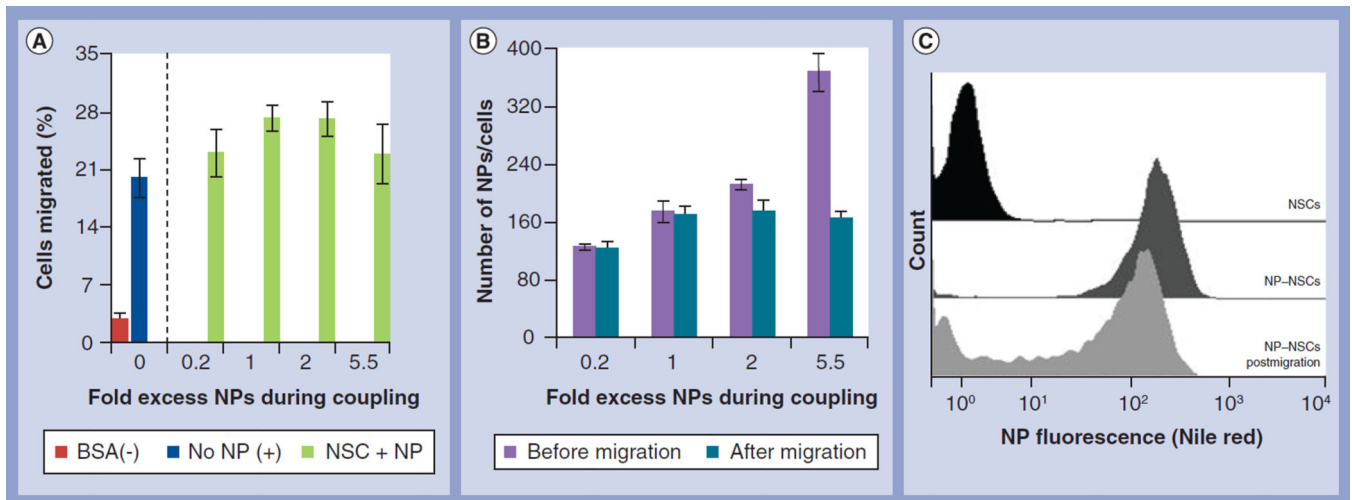 A
35
28
21
14
7
0
Cells migrated (%)
0 0.2 1 2 5.5
Fold excess NPs during coupling
BSA(-) No NP (+) NSC + NP
B
400
320
240
160
80
0
Number of NPs/cells
0.2 1 2 5.5
Fold excess NPs during coupling
Before migration After migration
C
Count
NSCs
NP–NSCs
NP–NSCs
postmigration
10⁰ 10¹ 10² 10³ 10⁴
NP fluorescence (Nile red)